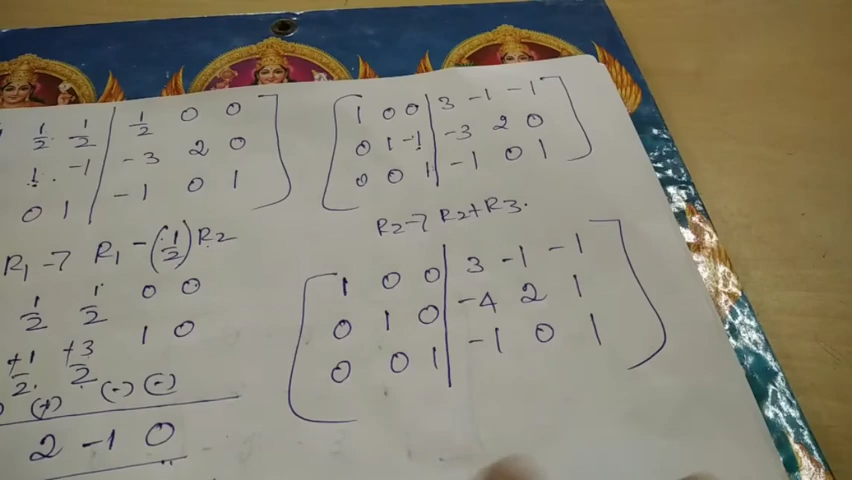 1/2 1/2 | 1/2 0 0
1 -1 | -3 2 0
0 1 | -1 0 1
R1 → R1 - (1/2) R2
1/2 1/2 0 0
+1/2 +3/2 1 0
(+) (-) (-)
2 -1 0
1 0 0 | 3 -1 -1
0 1 -1 | -3 2 0
0 0 1 | -1 0 1
R2 → R2 + R3.
1 0 0 | 3 -1 -1
0 1 0 | -4 2 1
0 0 1 | -1 0 1